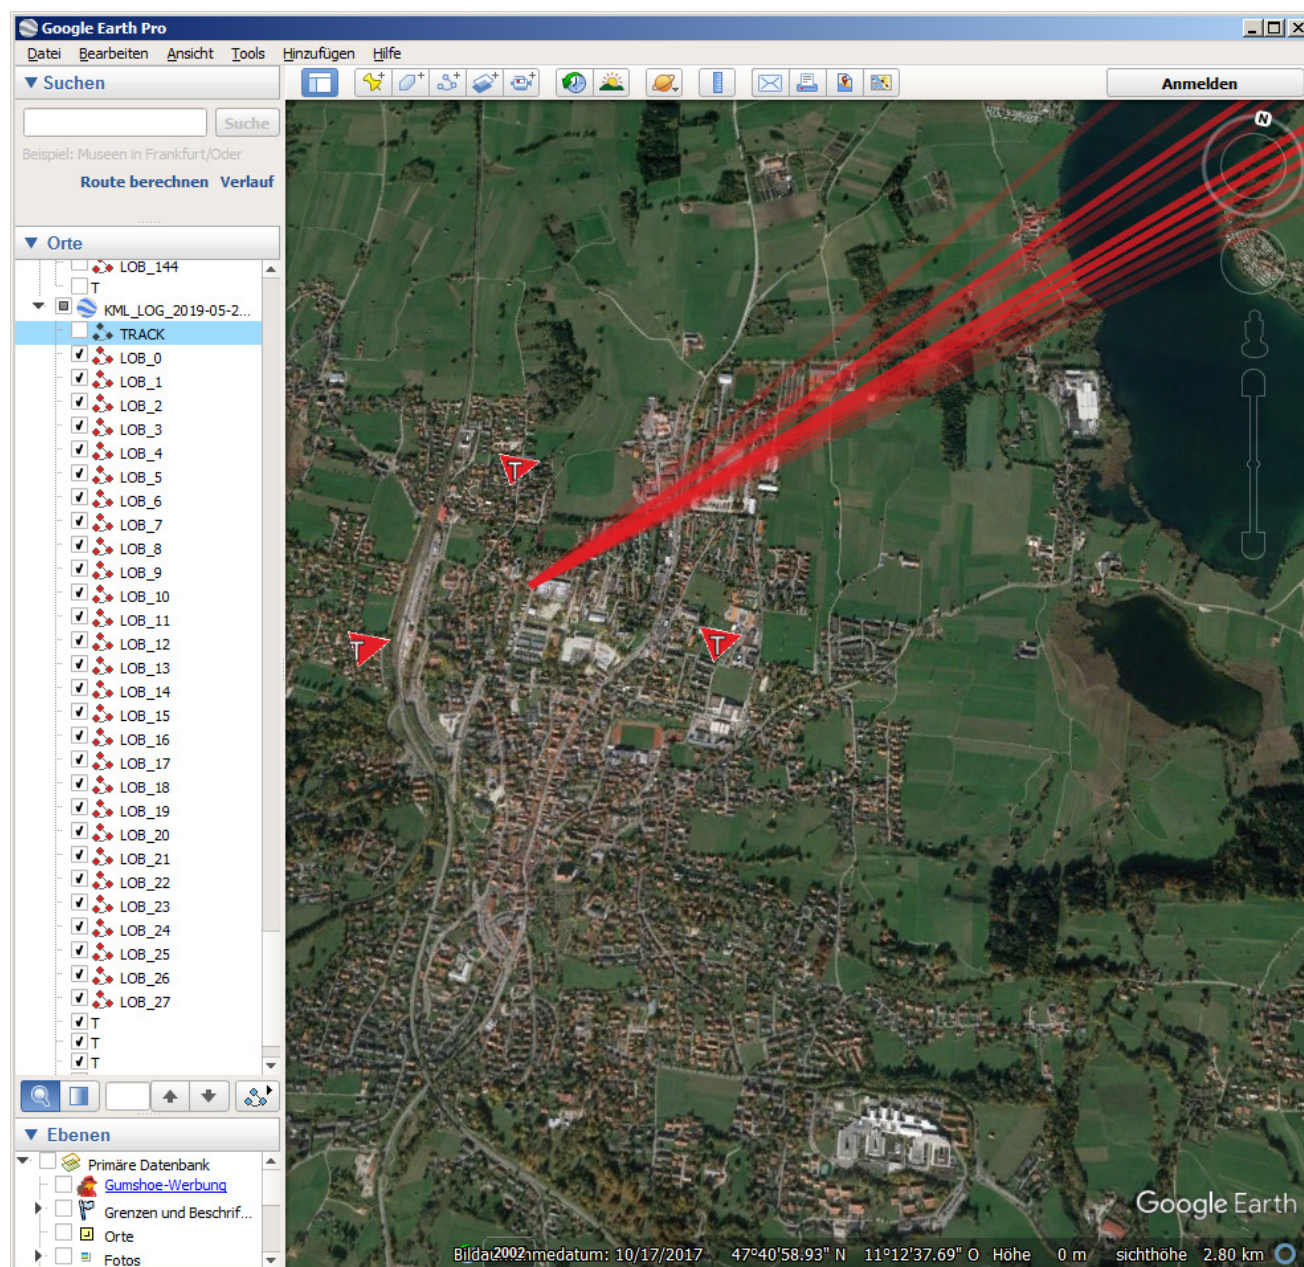 Google Earth Pro
Datei Bearbeiten Ansicht Tools Hinzufügen Hilfe
Suchen
Anmelden
Suche
Beispiel: Museen in Frankfurt/Oder
Route berechnen Verlauf
N
Orte
LOB_144
T
KML_LOG_2019-05-2...
TRACK
LOB_0
LOB_1
LOB_2
LOB_3
LOB_4
LOB_5
LOB_6
LOB_7
LOB_8
LOB_9
LOB_10
LOB_11
LOB_12
LOB_13
LOB_14
LOB_15
LOB_16
LOB_17
LOB_18
LOB_19
LOB_20
LOB_21
LOB_22
LOB_23
LOB_24
LOB_25
LOB_26
LOB_27
T
T
T
T
T
T
Ebenen
Primäre Datenbank
Gumshoe-Werbung
Grenzen und Beschrif...
Orte
Fotos
Google Earth
2002
10/17/2017 47°40'58.93" N 11°12'37.69" O Höhe 0 m sichthöhe 2.80 km